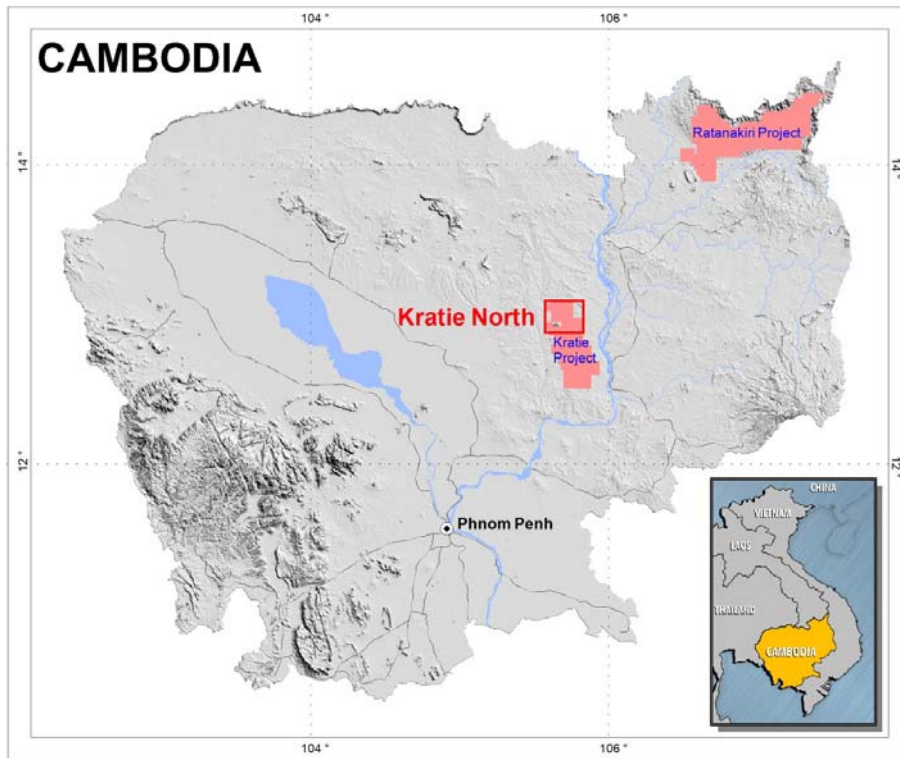 104 °
106 °
CAMBODIA
Ratanakiri Project
14 °
14 °
Kratie North
Kratie
Project
12 °
12 °
Phnom Penh
CHINA
VIETNAM
LAOS
THAILAND
CAMBODIA
104 °
106 °